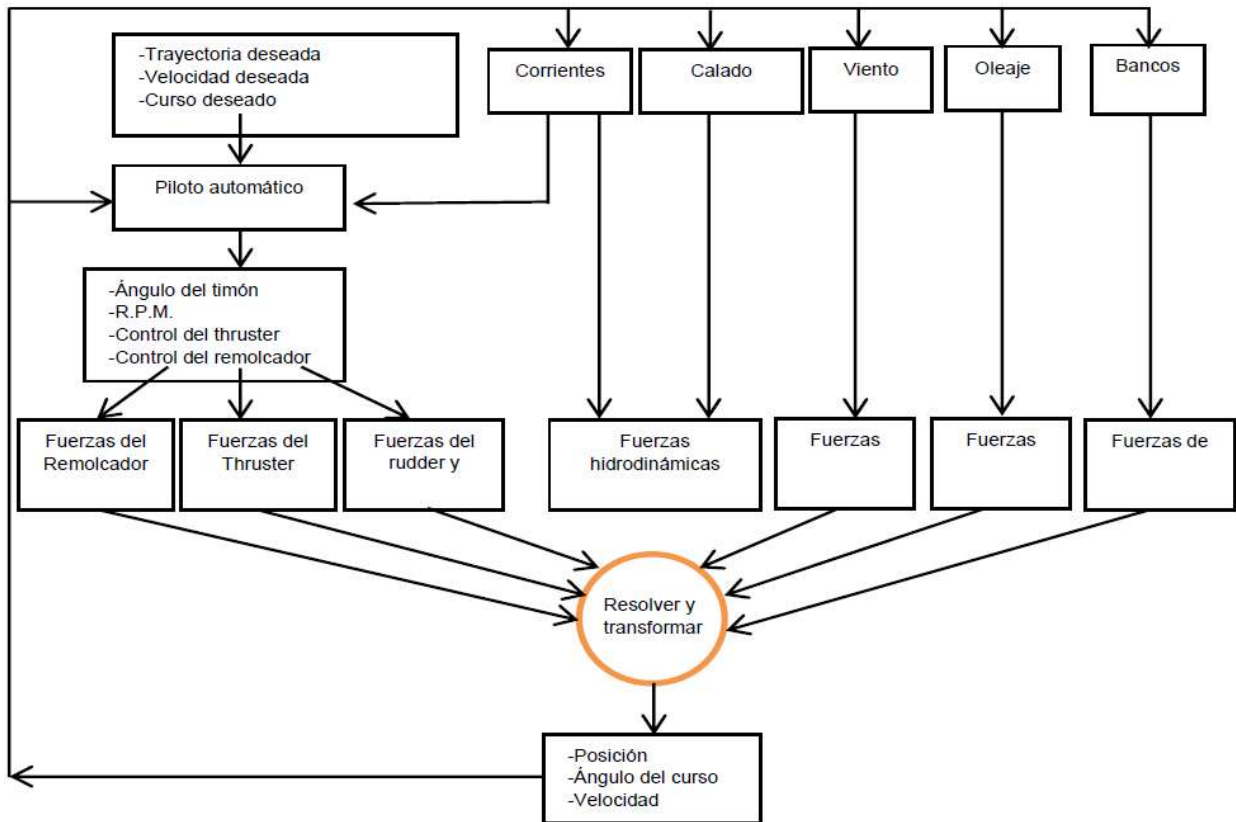 -Trayectoria deseada
-Velocidad deseada
-Curso deseado
Corrientes
Calado
Viento
Oleaje
Bancos
Piloto automático
-Ángulo del timón
-R.P.M.
-Control del thruster
-Control del remolcador
Fuerzas del
Remolcador
Fuerzas del
Thruster
Fuerzas del
rudder y
Fuerzas
hidrodinámicas
Fuerzas
Fuerzas
Fuerzas de
Resolver y
transformar
-Posición
-Ángulo del curso
-Velocidad